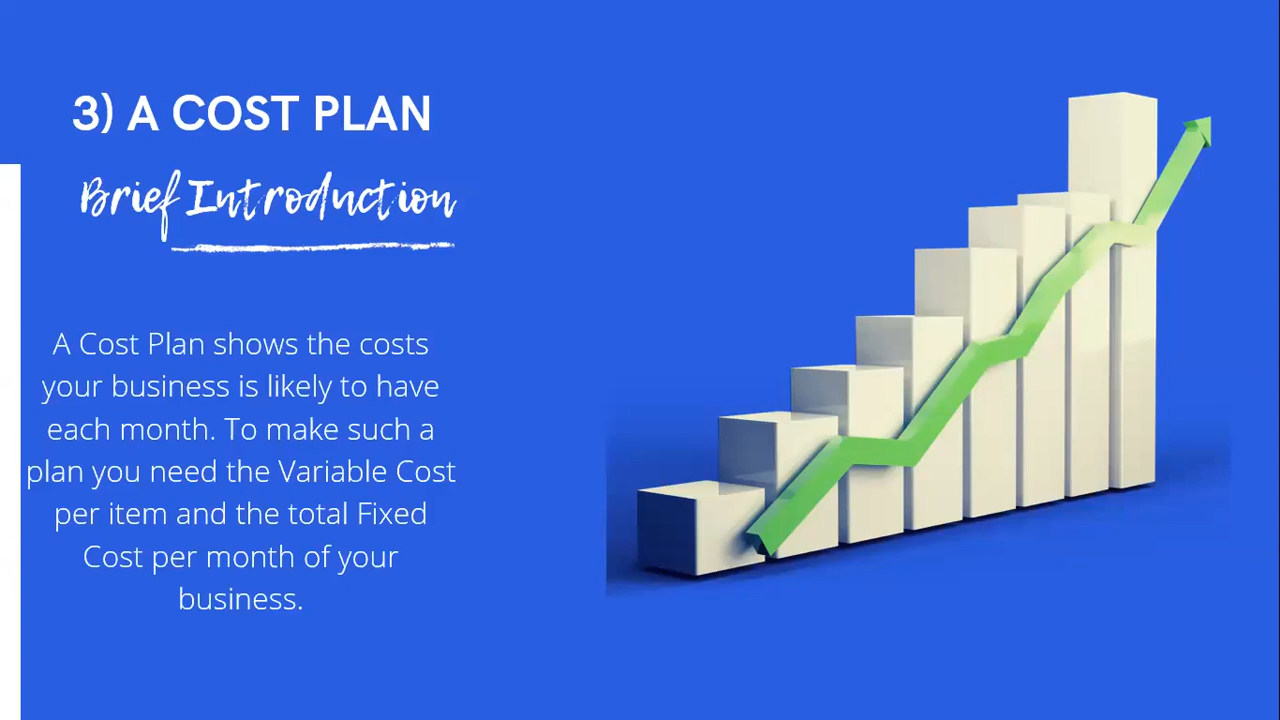 3) A COST PLAN
Brief Introduction
A Cost Plan shows the costs
your business is likely to have
each month. To make such a
plan you need the Variable Cost
per item and the total Fixed
Cost per month of your
business.